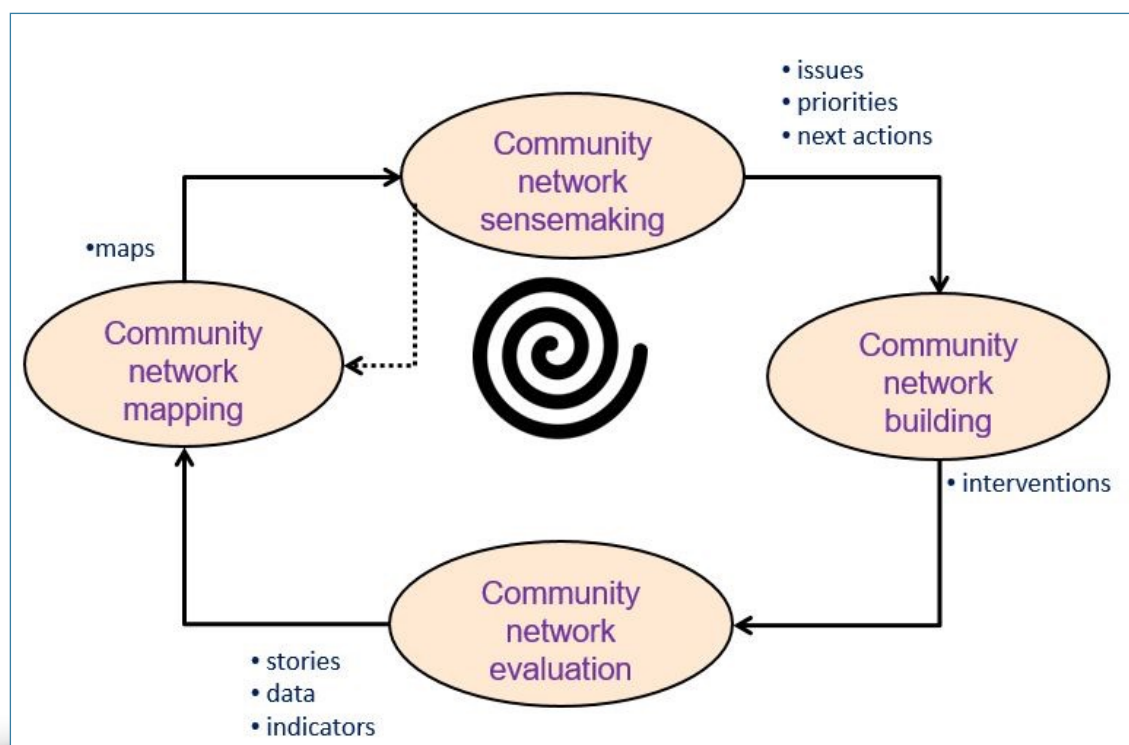 Community
network
sensemaking
• issues
• priorities
• next actions
•maps
Community
network
mapping
Community
network
building
• interventions
Community
network
evaluation
• stories
• data
• indicators